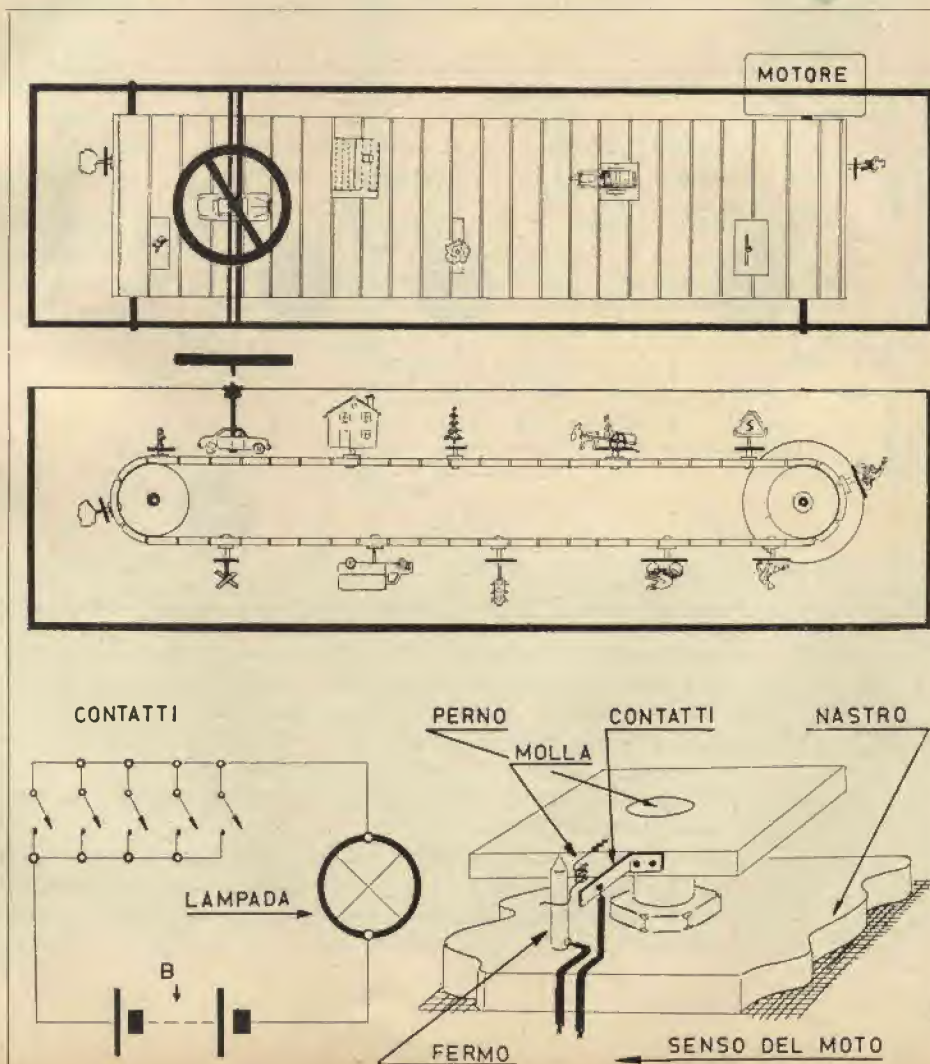 MOTORE
S
CONTATTI
LAMPADA
B
PERNO
CONTATTI
NASTRO
MOLLA
FERMO
SENSO DEL MOTO